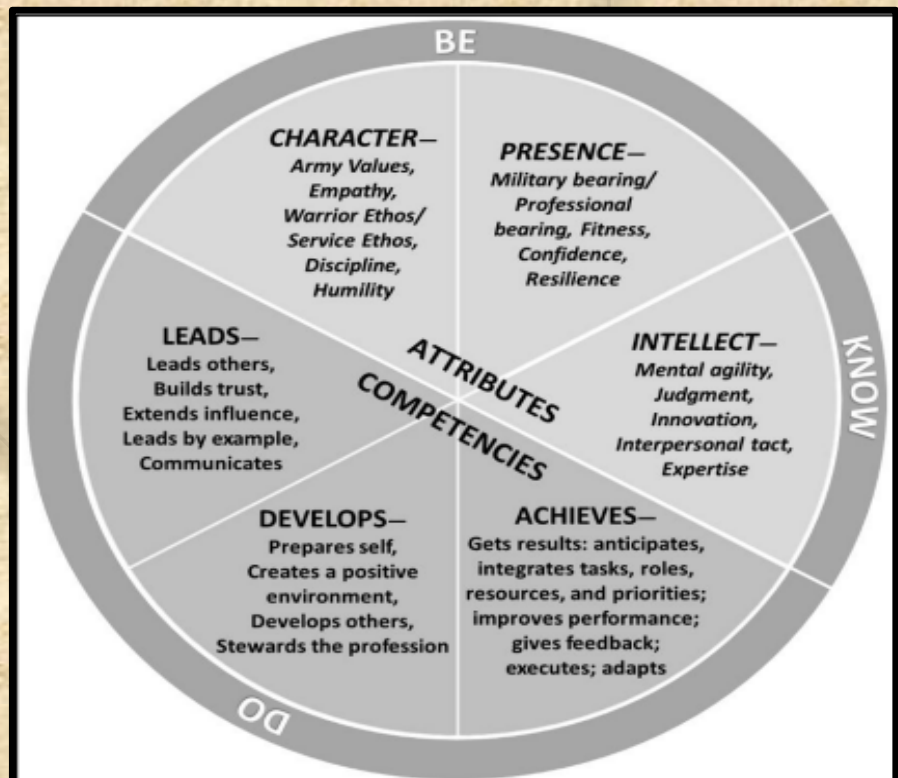 BE
CHARACTER—
Army Values,
Empathy,
Warrior Ethos/
Service Ethos,
Discipline,
Humility
PRESENCE—
Military bearing/
Professional
bearing, Fitness,
Confidence,
Resilience
KNOW
INTELLECT—
Mental agility,
Judgment,
Innovation,
Interpersonal tact,
Expertise
ATTRIBUTES
COMPETENCIES
LEADS—
Leads others,
Builds trust,
Extends influence,
Leads by example,
Communicates
DEVELOPS—
Prepares self,
Creates a positive
environment,
Develops others,
Stewards the profession
ACHIEVES—
Gets results: anticipates,
integrates tasks, roles,
resources, and priorities;
improves performance;
gives feedback;
executes; adapts
DO